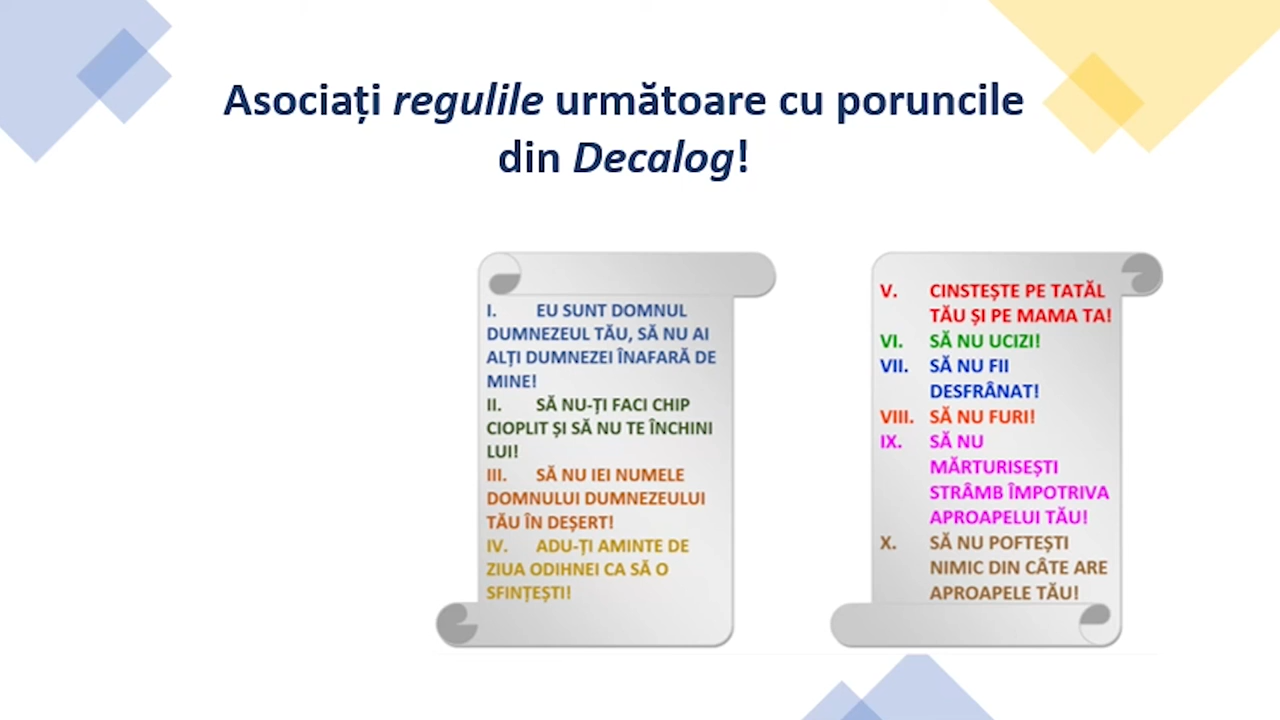 Asociați regulile următoare cu poruncile
din Decalog!
I. EU SUNT DOMNUL
DUMNEZEUL TĂU, SĂ NU AI
ALȚI DUMNEZEI ÎNAFARĂ DE
MINE!
II. SĂ NU-ȚI FACI CHIP
CIOPLIT ȘI SĂ NU TE ÎNCHINI
LUI!
III. SĂ NU IEI NUMELE
DOMNULUI DUMNEZEULUI
TĂU ÎN DEȘERT!
IV. ADU-ȚI AMINTE DE
ZIUA ODIHNEI CA SĂ O
SFINȚEȘTI!
V. CINSTEȘTE PE TATĂL
TĂU ȘI PE MAMA TA!
VI. SĂ NU UCIZI!
VII. SĂ NU FII
DESFRÂNAT!
VIII. SĂ NU FURI!
IX. SĂ NU
MĂRTURISEȘTI
STRÂMB ÎMPOTRIVA
APROAPELUI TĂU!
X. SĂ NU POFTEȘTI
NIMIC DIN CÂTE ARE
APROAPELE TĂU!